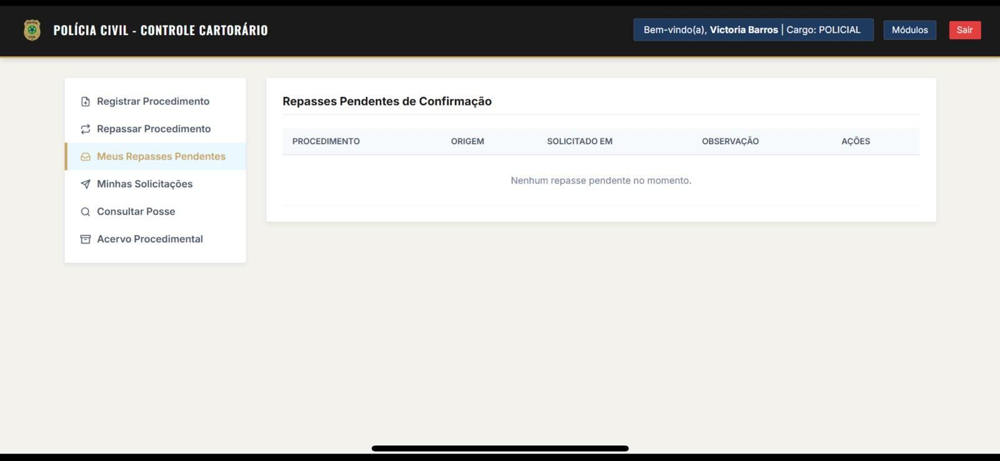 POLÍCIA CIVIL - CONTROLE CARTORÁRIO
Bem-vindo(a), Victoria Barros | Cargo: POLICIAL
Módulos
Sair
Registrar Procedimento
Repassar Procedimento
Meus Repasses Pendentes
Minhas Solicitações
Consultar Posse
Acervo Procedimental
Repasses Pendentes de Confirmação
PROCEDIMENTO ORIGEM SOLICITADO EM OBSERVAÇÃO AÇÕES
Nenhum repasse pendente no momento.